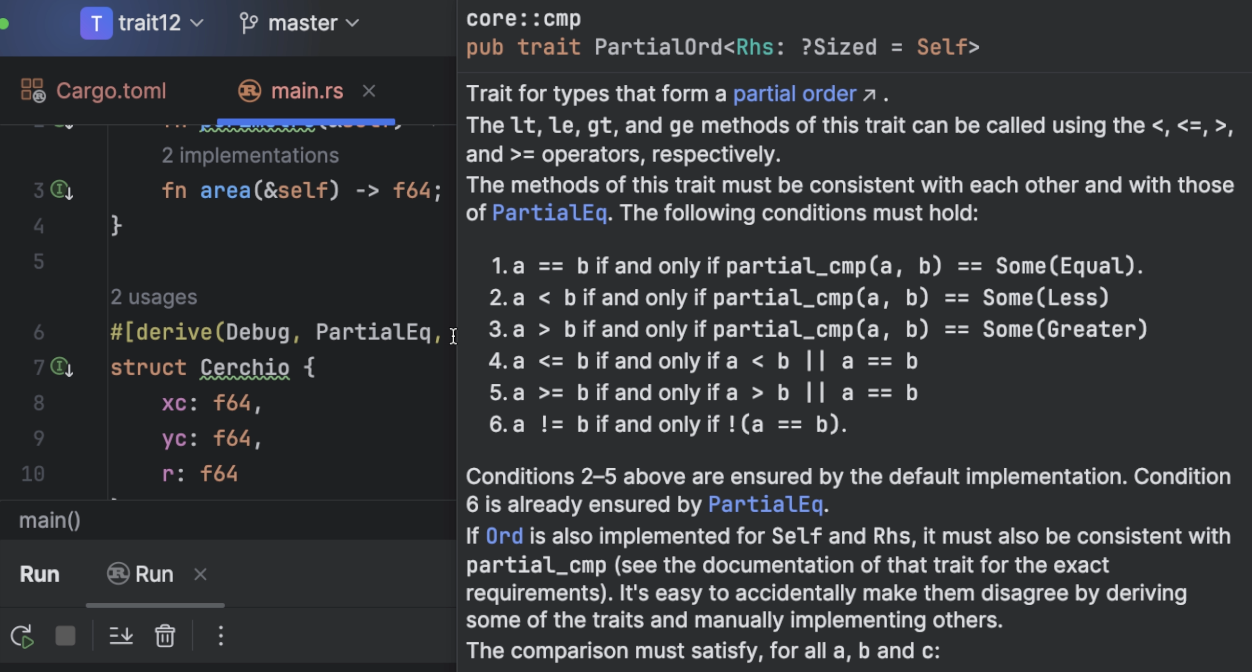 T trait12 master
Cargo.toml main.rs
2 implementations
3 fn area(&self) -> f64;
4 }
5
2 usages
6 #[derive(Debug, PartialEq,
7 struct Cerchio {
8 xc: f64,
9 yc: f64,
10 r: f64
main()
Run Run
core::cmp
pub trait PartialOrd<Rhs: ?Sized = Self>
Trait for types that form a partial order ↗ .
The lt, le, gt, and ge methods of this trait can be called using the <, <=, >,
and >= operators, respectively.
The methods of this trait must be consistent with each other and with those
of PartialEq. The following conditions must hold:
1. a == b if and only if partial_cmp(a, b) == Some(Equal).
2. a < b if and only if partial_cmp(a, b) == Some(Less)
3. a > b if and only if partial_cmp(a, b) == Some(Greater)
4. a <= b if and only if a < b || a == b
5. a >= b if and only if a > b || a == b
6. a != b if and only if !(a == b).
Conditions 2–5 above are ensured by the default implementation. Condition
6 is already ensured by PartialEq.
If Ord is also implemented for Self and Rhs, it must also be consistent with
partial_cmp (see the documentation of that trait for the exact
requirements). It's easy to accidentally make them disagree by deriving
some of the traits and manually implementing others.
The comparison must satisfy, for all a, b and c: